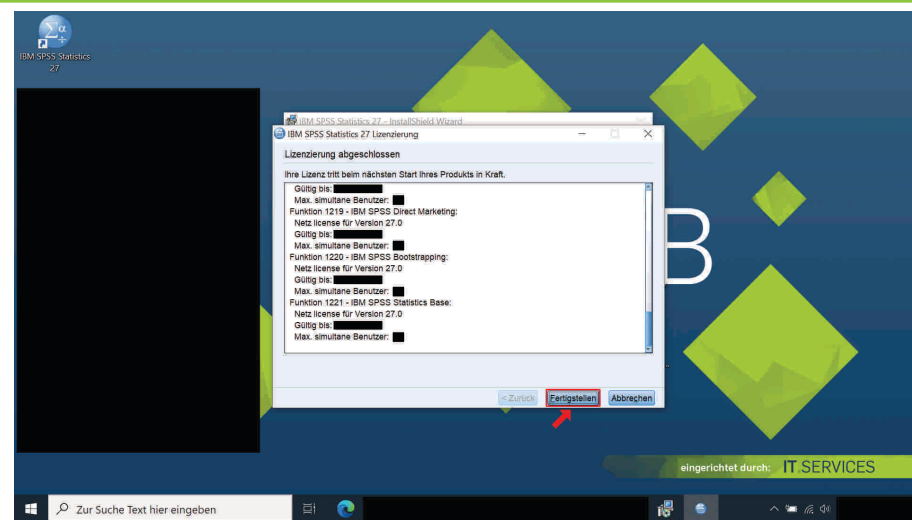 IBM SPSS Statistics
27
IBM SPSS Statistics 27 - InstallShield Wizard
IBM SPSS Statistics 27 Lizenzierung
Lizenzierung abgeschlossen
Ihre Lizenz tritt beim nächsten Start Ihres Produkts in Kraft.
Gültig bis:
Max. simultane Benutzer:
Funktion 1219 - IBM SPSS Direct Marketing:
Netz license für Version 27.0
Gültig bis:
Max. simultane Benutzer:
Funktion 1220 - IBM SPSS Bootstrapping:
Netz license für Version 27.0
Gültig bis:
Max. simultane Benutzer:
Funktion 1221 - IBM SPSS Statistics Base:
Netz license für Version 27.0
Gültig bis:
Max. simultane Benutzer:
< Zurück Fertigstellen Abbrechen
B
eingerichtet durch: IT.SERVICES
Zur Suche Text hier eingeben